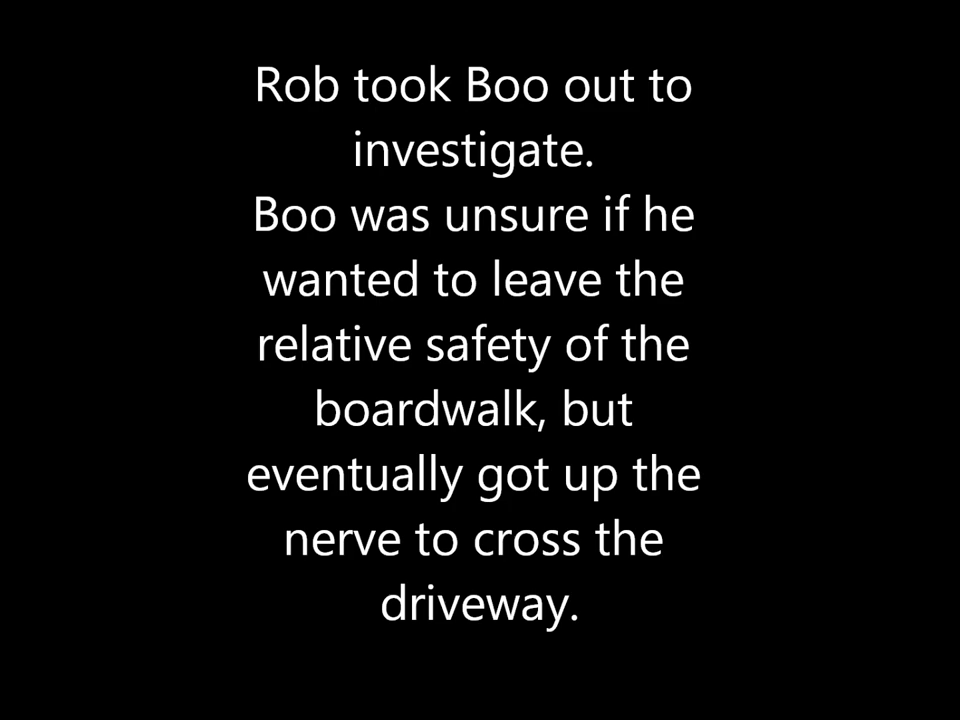 Rob took Boo out to
investigate.
Boo was unsure if he
wanted to leave the
relative safety of the
boardwalk, but
eventually got up the
nerve to cross the
driveway.